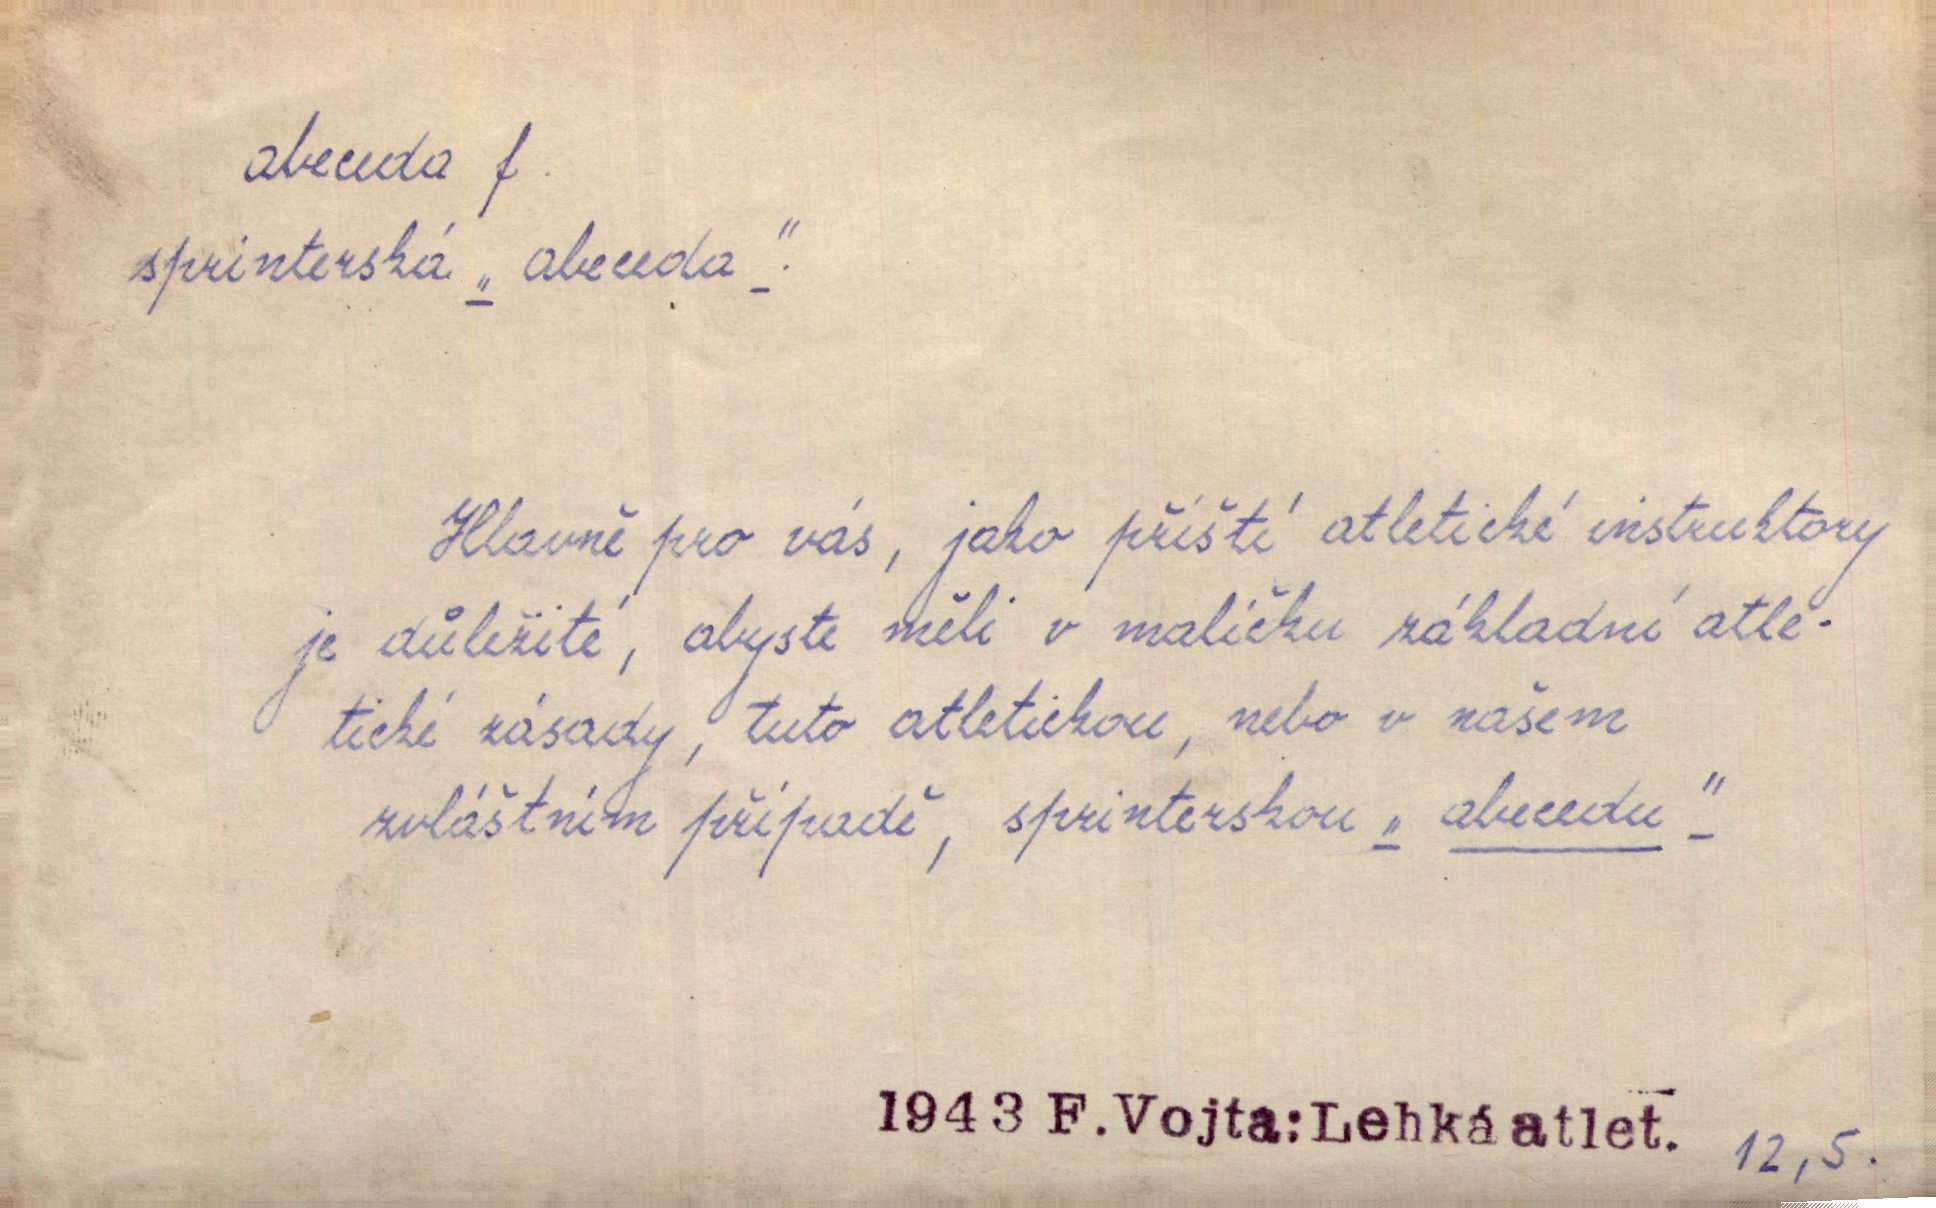 abeceda f.
sprinterská „abeceda“.
Hlavně pro vás, jako příští atletické instruktory
je důležité, abyste měli v malíčku základní atle-
tické zásady, tuto atletickou, nebo v našem
zvláštním případě, sprinterskou „abecedu“
1943 F. Vojta: Lehká atlet. 12,5.